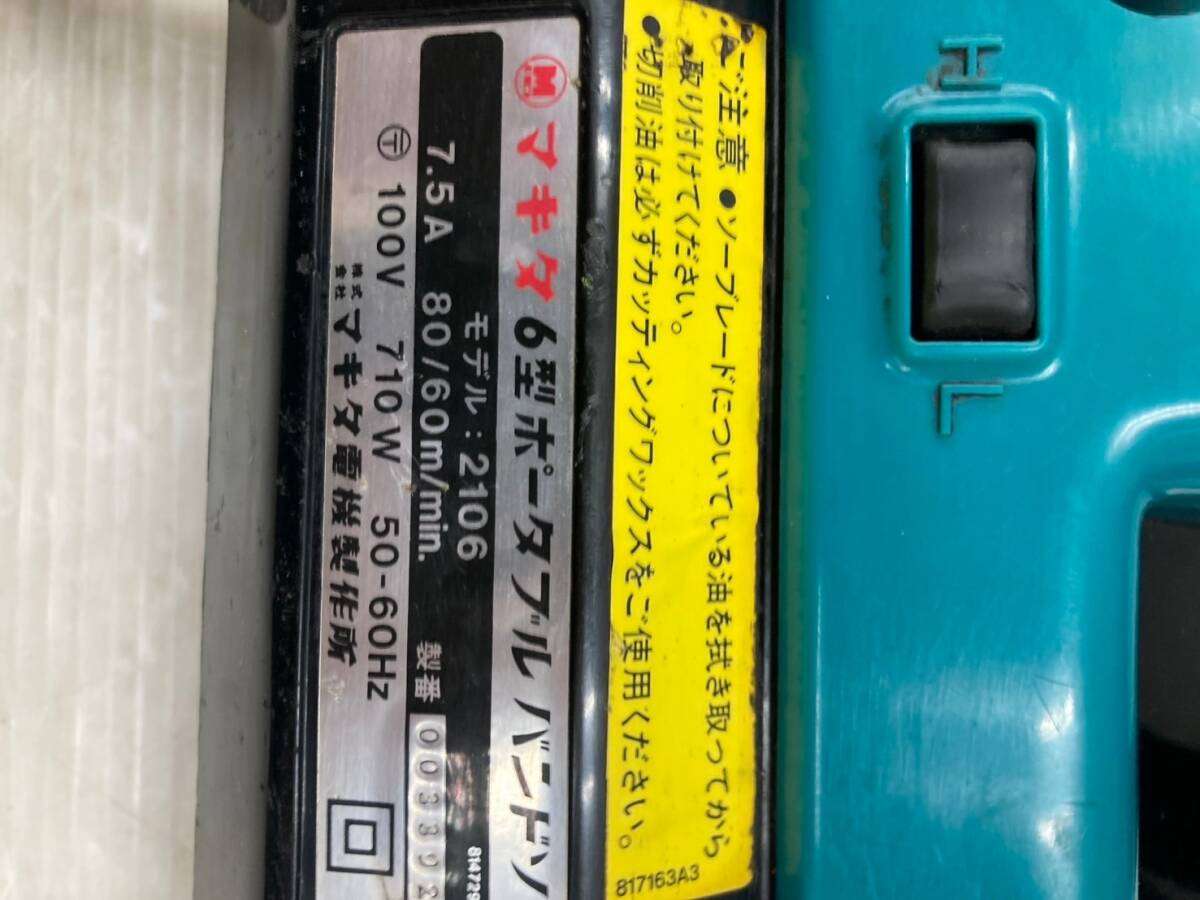 マキタ 6型ポータブル バンドソ
モデル:2106
7.5A 80/60m/min. 製番
〒 100V 710W 50-60Hz
株式会社 マキタ電機製作所
ご注意 ●ソーブレードについている油を拭き取ってから
取り付けてください。
●切削油は必ずカッティングワックスをご使用ください。
817163A3
H
L